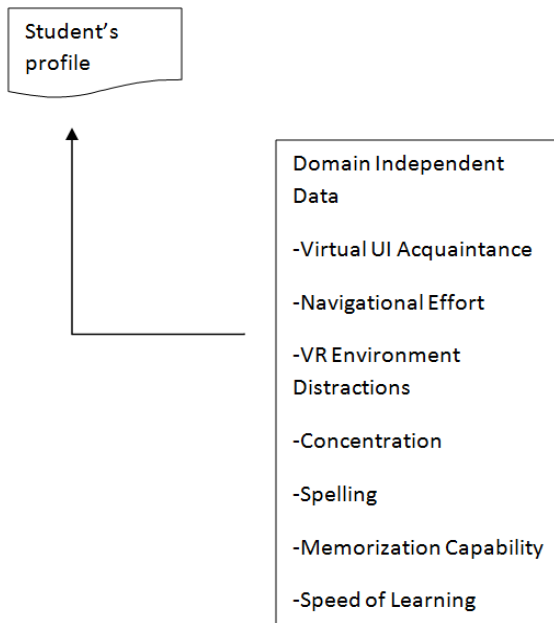 Student’s
profile
Domain Independent
Data
-Virtual UI Acquaintance
-Navigational Effort
-VR Environment
Distractions
-Concentration
-Spelling
-Memorization Capability
-Speed of Learning